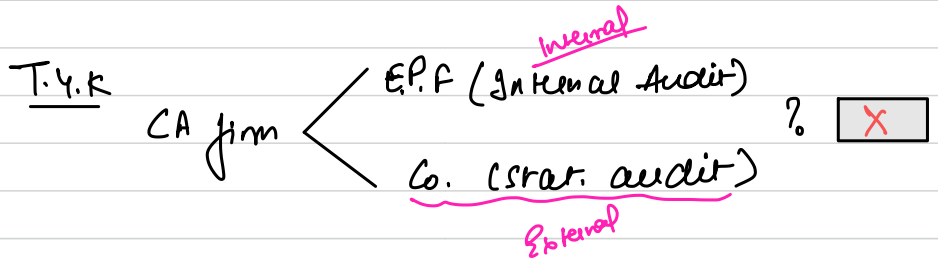 Internal
T.Y.K
E.P.F (Internal Audit)
CA firm
? X
Co. (stat. audit)
External